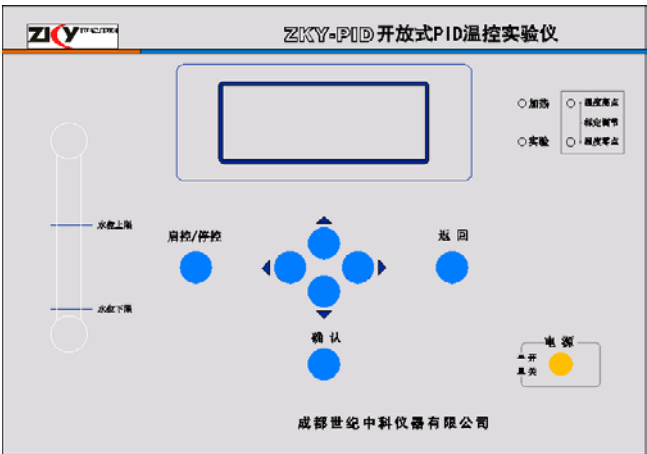 ZKY
ZKY-PID开放式PID温控实验仪
加热
温度高点
标定调节
实验
温度零点
水位上限
启控/停控
返 回
水位下限
确 认
电 源
开
关
成都世纪中科仪器有限公司